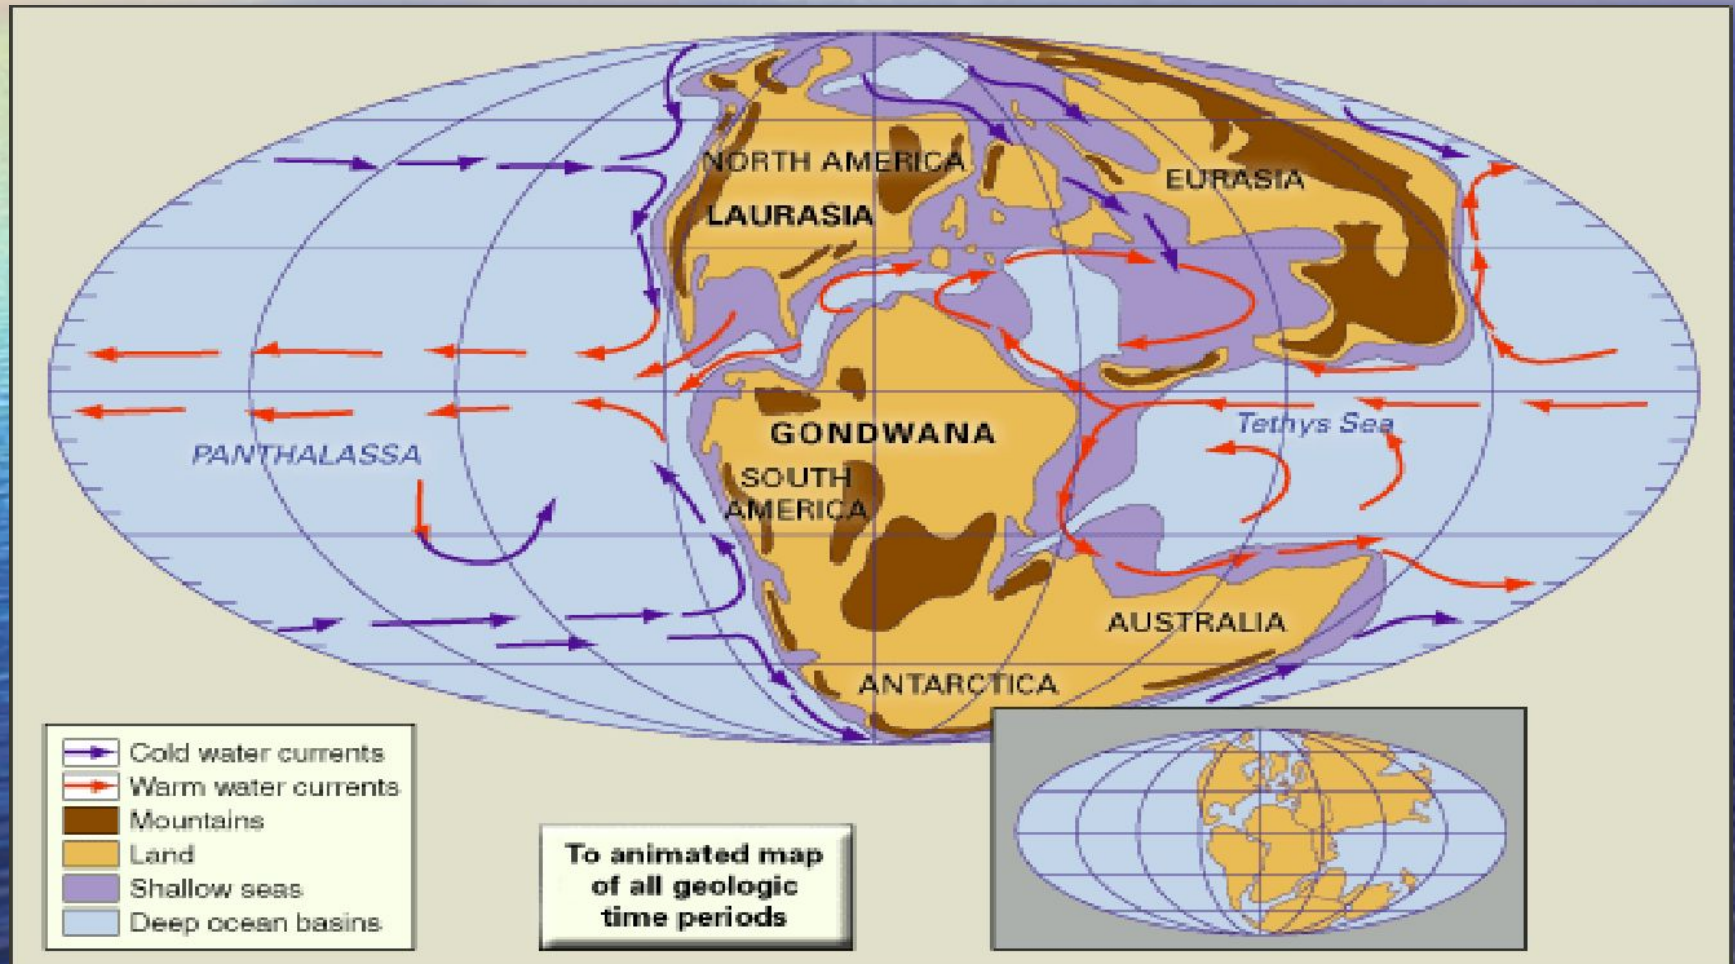 NORTH AMERICA
EURASIA
LAURASIA
GONDWANA
Tethys Sea
PANTHALASSA
SOUTH
AMERICA
AUSTRALIA
ANTARCTICA
Cold water currents
Warm water currents
Mountains
Land
Shallow seas
Deep ocean basins
To animated map
of all geologic
time periods